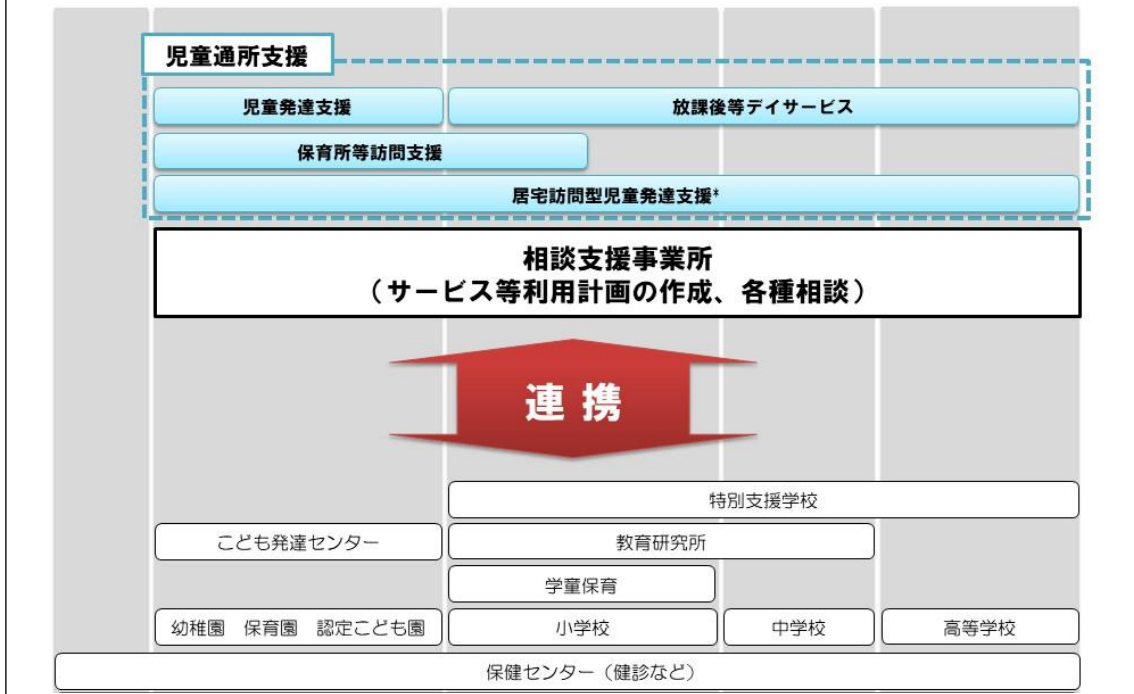 児童通所支援
児童発達支援
放課後等デイサービス
保育所等訪問支援
居宅訪問型児童発達支援*
相談支援事業所
（サービス等利用計画の作成、各種相談）
連携
特別支援学校
こども発達センター
教育研究所
学童保育
幼稚園　保育園　認定こども園
小学校
中学校
高等学校
保健センター（健診など）